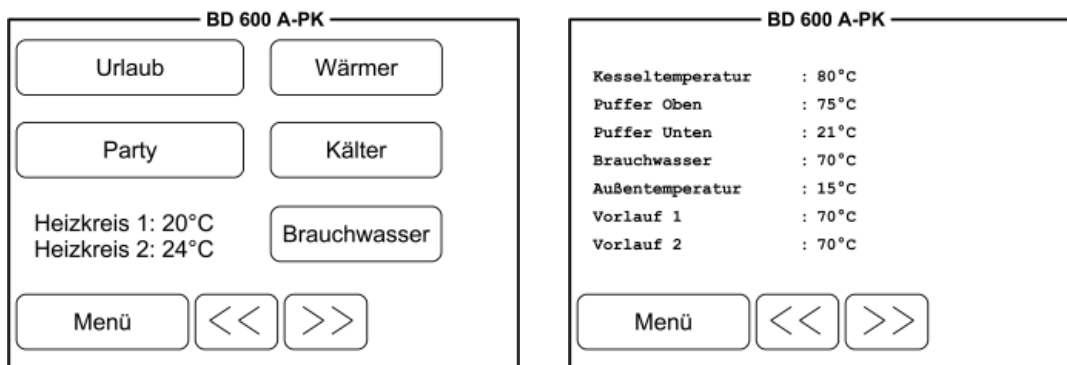 BD 600 A-PK
Urlaub
Wärmer
Party
Kälter
Heizkreis 1: 20°C
Heizkreis 2: 24°C
Brauchwasser
Menü
<<
>>
BD 600 A-PK
Kesseltemperatur : 80°C
Puffer Oben : 75°C
Puffer Unten : 21°C
Brauchwasser : 70°C
Außentemperatur : 15°C
Vorlauf 1 : 70°C
Vorlauf 2 : 70°C
Menü
<<
>>